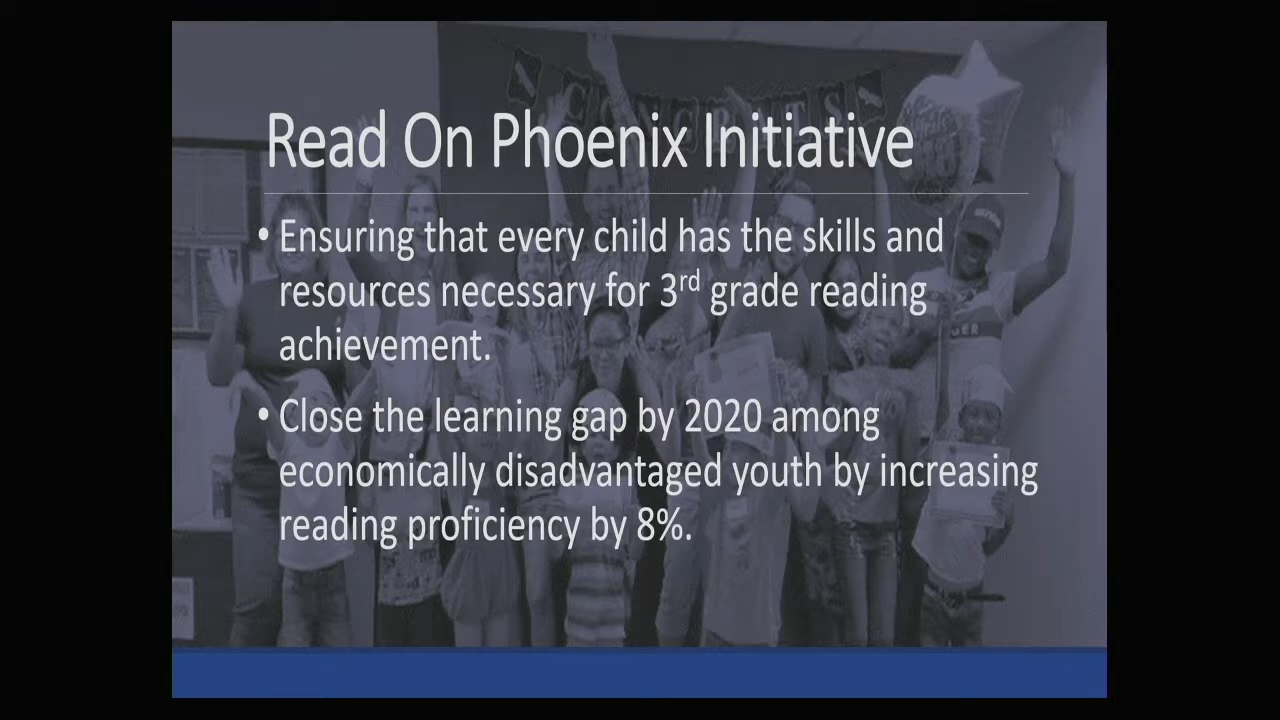 CONGRATS
Read On Phoenix Initiative
• Ensuring that every child has the skills and
resources necessary for 3rd grade reading
achievement.
• Close the learning gap by 2020 among
economically disadvantaged youth by increasing
reading proficiency by 8%.